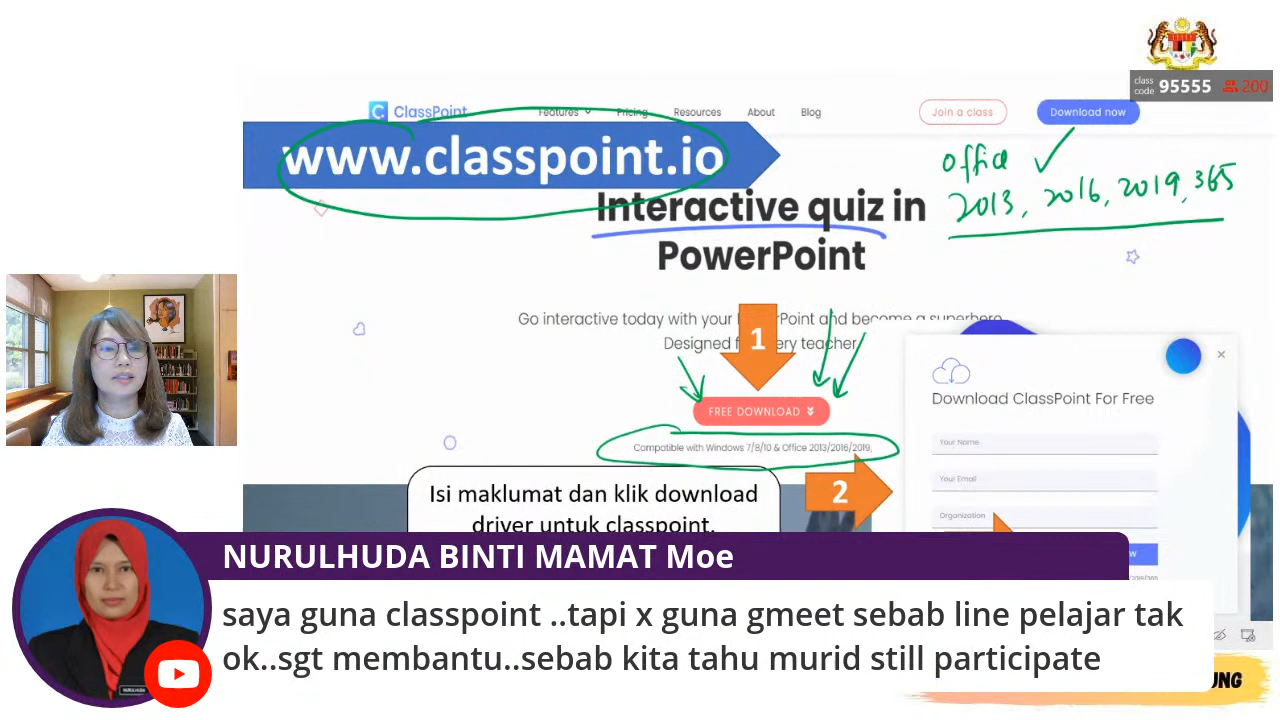 class code 95555 200
ClassPoint Features Pricing Resources About Blog Join a class Download now
www.classpoint.io
office
2013, 2016, 2019, 365
Interactive quiz in
PowerPoint
Go interactive today with your PowerPoint and become a superhero
Designed for every teacher
1
FREE DOWNLOAD
Compatible with Windows 7/8/10 & Office 2013/2016/2019,
Download ClassPoint For Free
Your Name
Your Email
Organization
2
Isi maklumat dan klik download
driver untuk classpoint.
NURULHUDA BINTI MAMAT Moe
saya guna classpoint ..tapi x guna gmeet sebab line pelajar tak
ok..sgt membantu..sebab kita tahu murid still participate